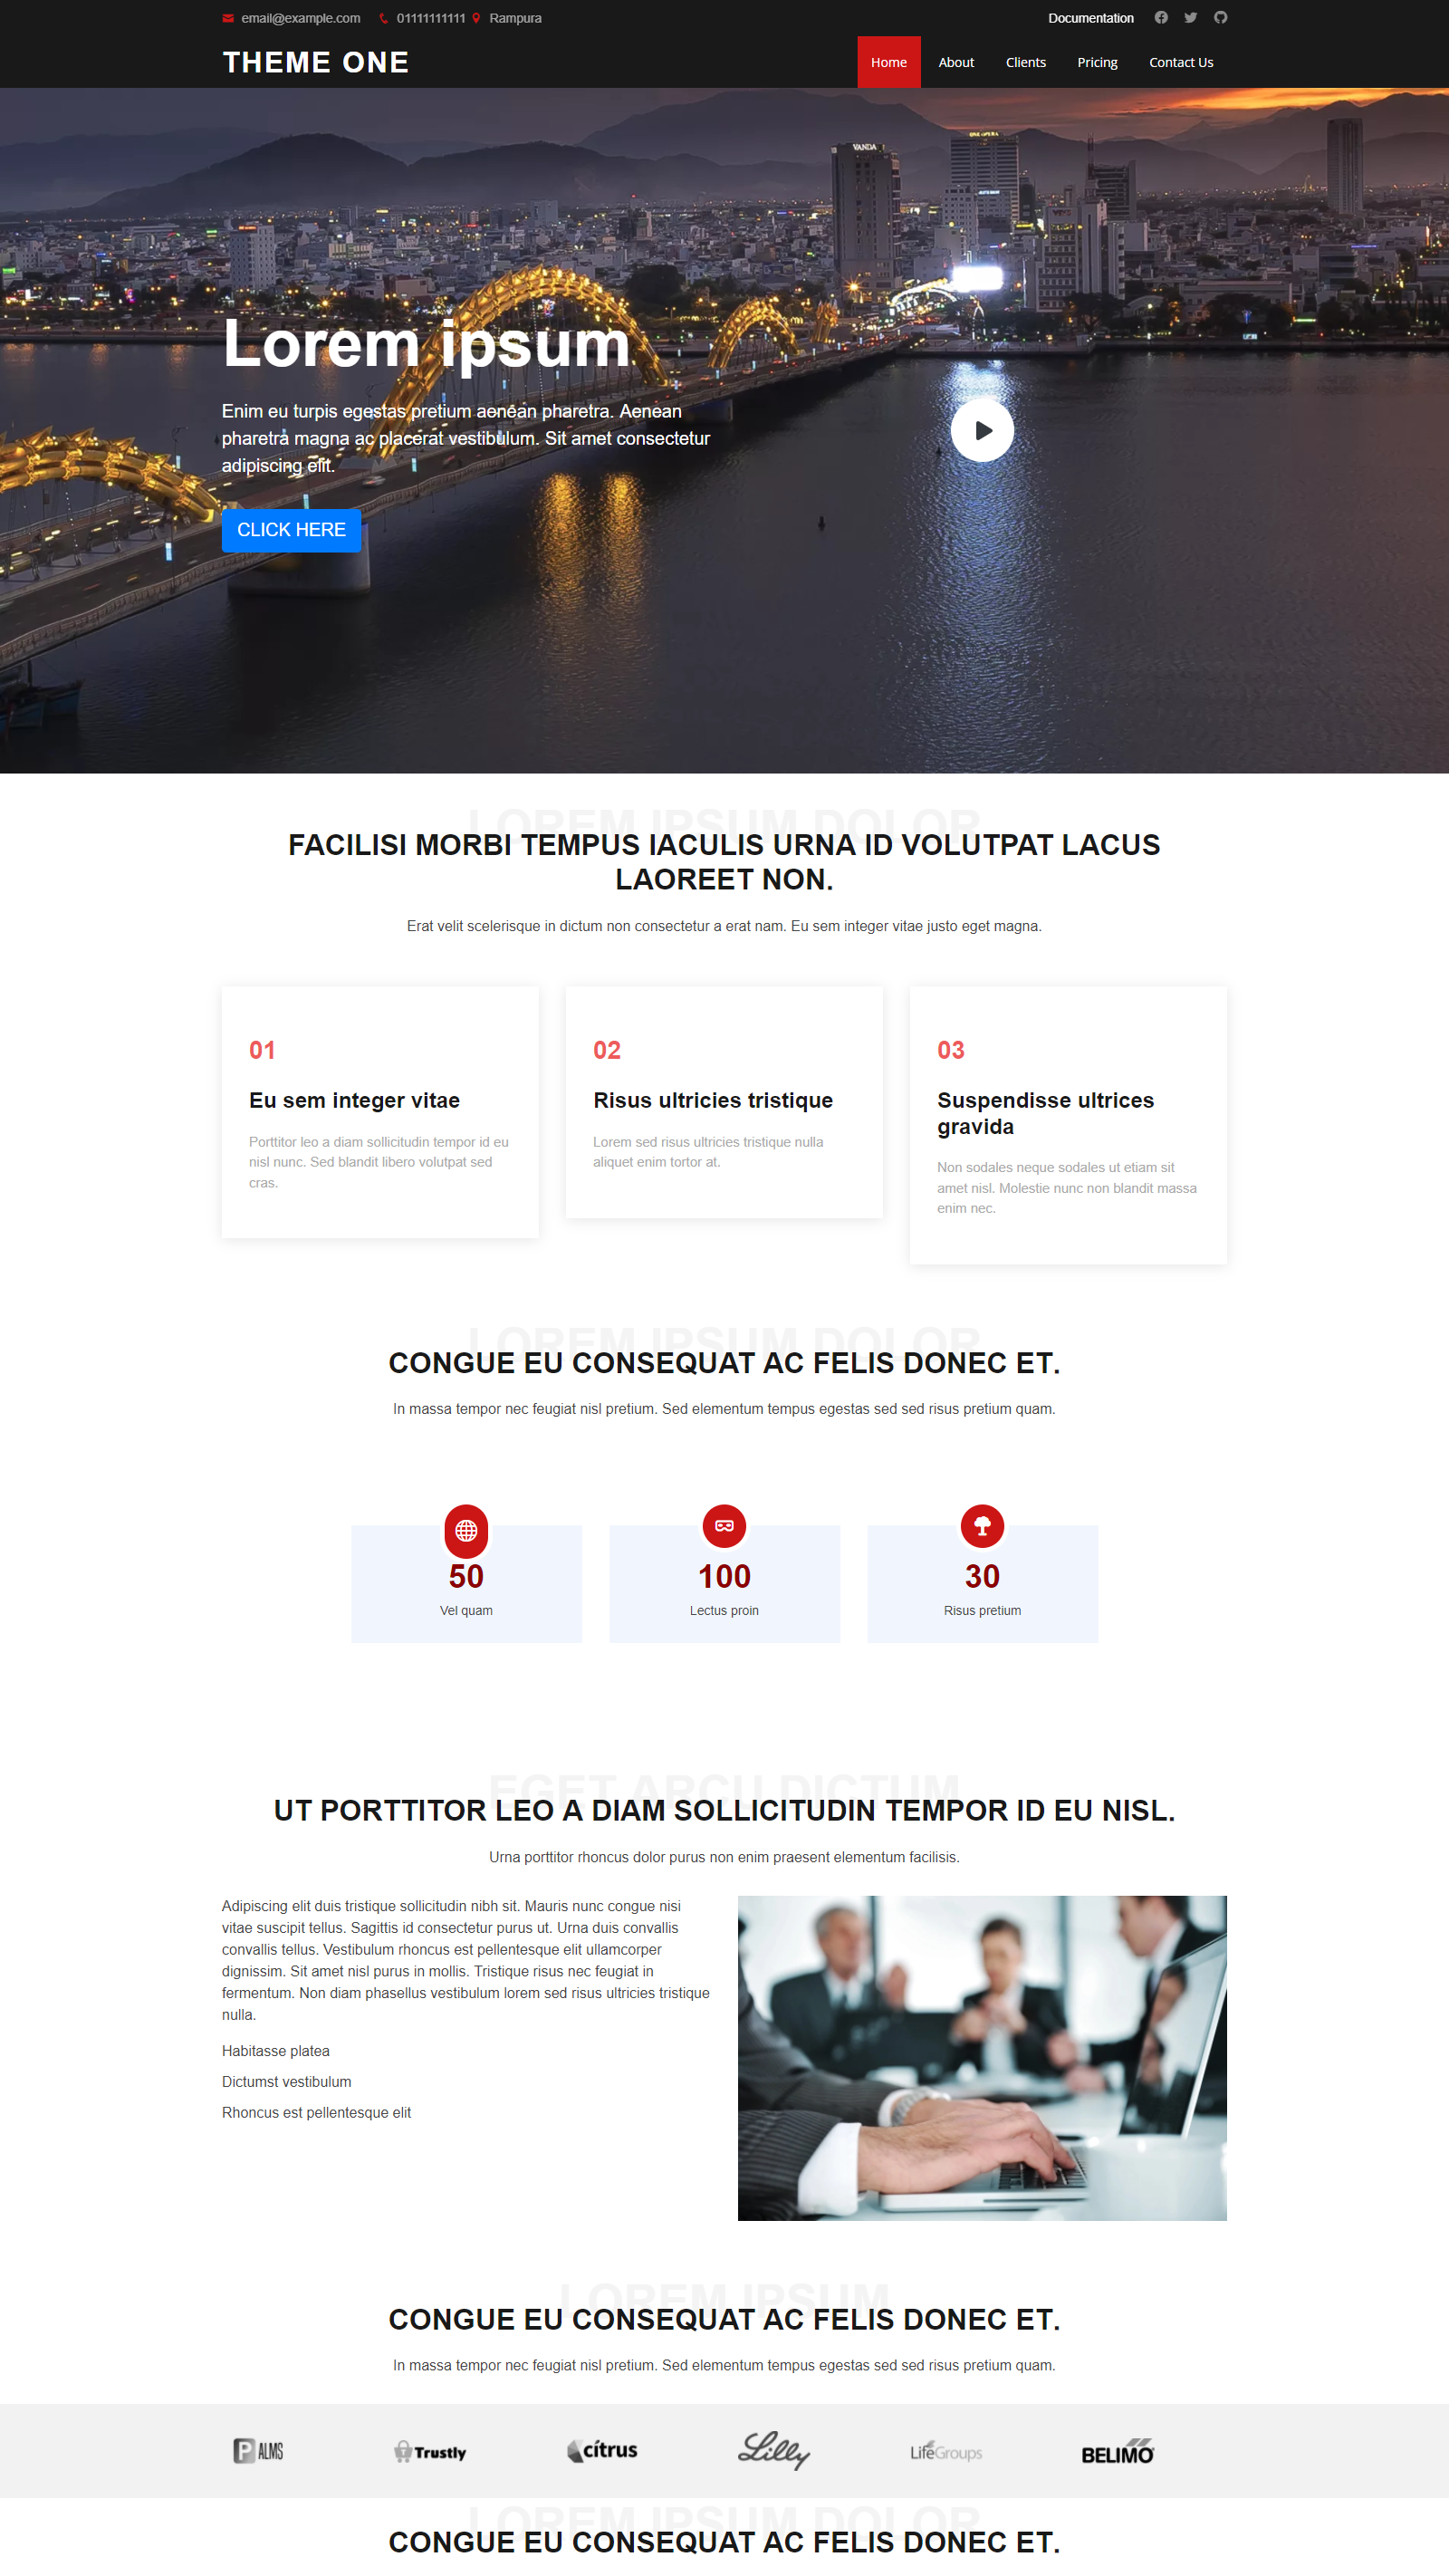 email@example.com 01111111111 Rampura Documentation
THEME ONE Home About Clients Pricing Contact Us
VANDA
ONE OPERA
Lorem ipsum
Enim eu turpis egestas pretium aenean pharetra. Aenean
pharetra magna ac placerat vestibulum. Sit amet consectetur
adipiscing elit.
CLICK HERE
LOREM IPSUM DOLOR
FACILISI MORBI TEMPUS IACULIS URNA ID VOLUTPAT LACUS
LAOREET NON.
Erat velit scelerisque in dictum non consectetur a erat nam. Eu sem integer vitae justo eget magna.
01
Eu sem integer vitae
Porttitor leo a diam sollicitudin tempor id eu
nisl nunc. Sed blandit libero volutpat sed
cras.
02
Risus ultricies tristique
Lorem sed risus ultricies tristique nulla
aliquet enim tortor at.
03
Suspendisse ultrices
gravida
Non sodales neque sodales ut etiam sit
amet nisl. Molestie nunc non blandit massa
enim nec.
LOREM IPSUM DOLOR
CONGUE EU CONSEQUAT AC FELIS DONEC ET.
In massa tempor nec feugiat nisl pretium. Sed elementum tempus egestas sed sed risus pretium quam.
50
Vel quam
100
Lectus proin
30
Risus pretium
EGET ARCU DICTUM
UT PORTTITOR LEO A DIAM SOLLICITUDIN TEMPOR ID EU NISL.
Urna porttitor rhoncus dolor purus non enim praesent elementum facilisis.
Adipiscing elit duis tristique sollicitudin nibh sit. Mauris nunc congue nisi
vitae suscipit tellus. Sagittis id consectetur purus ut. Urna duis convallis
convallis tellus. Vestibulum rhoncus est pellentesque elit ullamcorper
dignissim. Sit amet nisl purus in mollis. Tristique risus nec feugiat in
fermentum. Non diam phasellus vestibulum lorem sed risus ultricies tristique
nulla.
Habitasse platea
Dictumst vestibulum
Rhoncus est pellentesque elit
LOREM IPSUM
CONGUE EU CONSEQUAT AC FELIS DONEC ET.
In massa tempor nec feugiat nisl pretium. Sed elementum tempus egestas sed sed risus pretium quam.
PALMS Trustly cítrus Lilly LifeGroups BELIMO
LOREM IPSUM DOLOR
CONGUE EU CONSEQUAT AC FELIS DONEC ET.